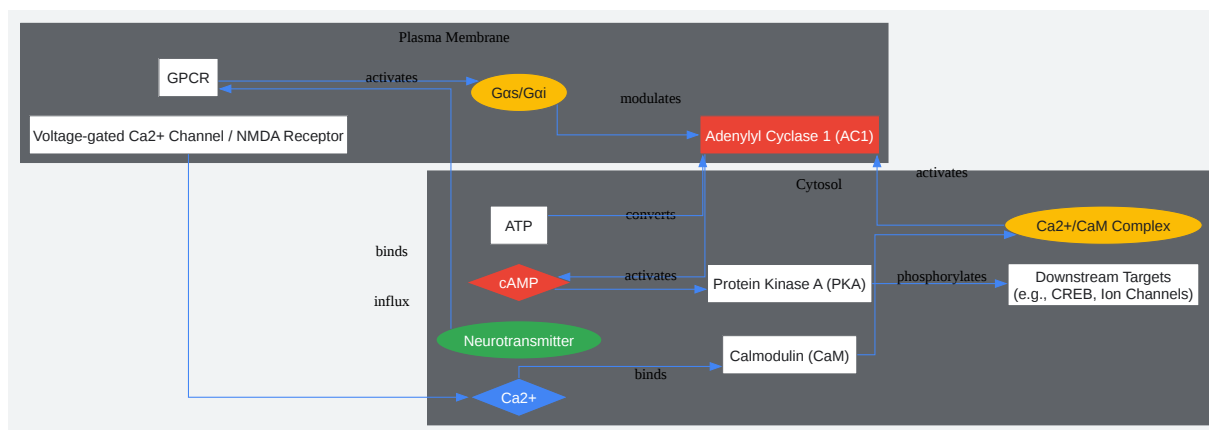 Plasma Membrane
GPCR
activates
Gαs/Gαi
modulates
Voltage-gated Ca2+ Channel / NMDA Receptor
Adenylyl Cyclase 1 (AC1)
activates
Cytosol
ATP
converts
Ca2+/CaM Complex
binds
cAMP
activates
Protein Kinase A (PKA)
phosphorylates
Downstream Targets
(e.g., CREB, Ion Channels)
influx
Neurotransmitter
Calmodulin (CaM)
binds
Ca2+